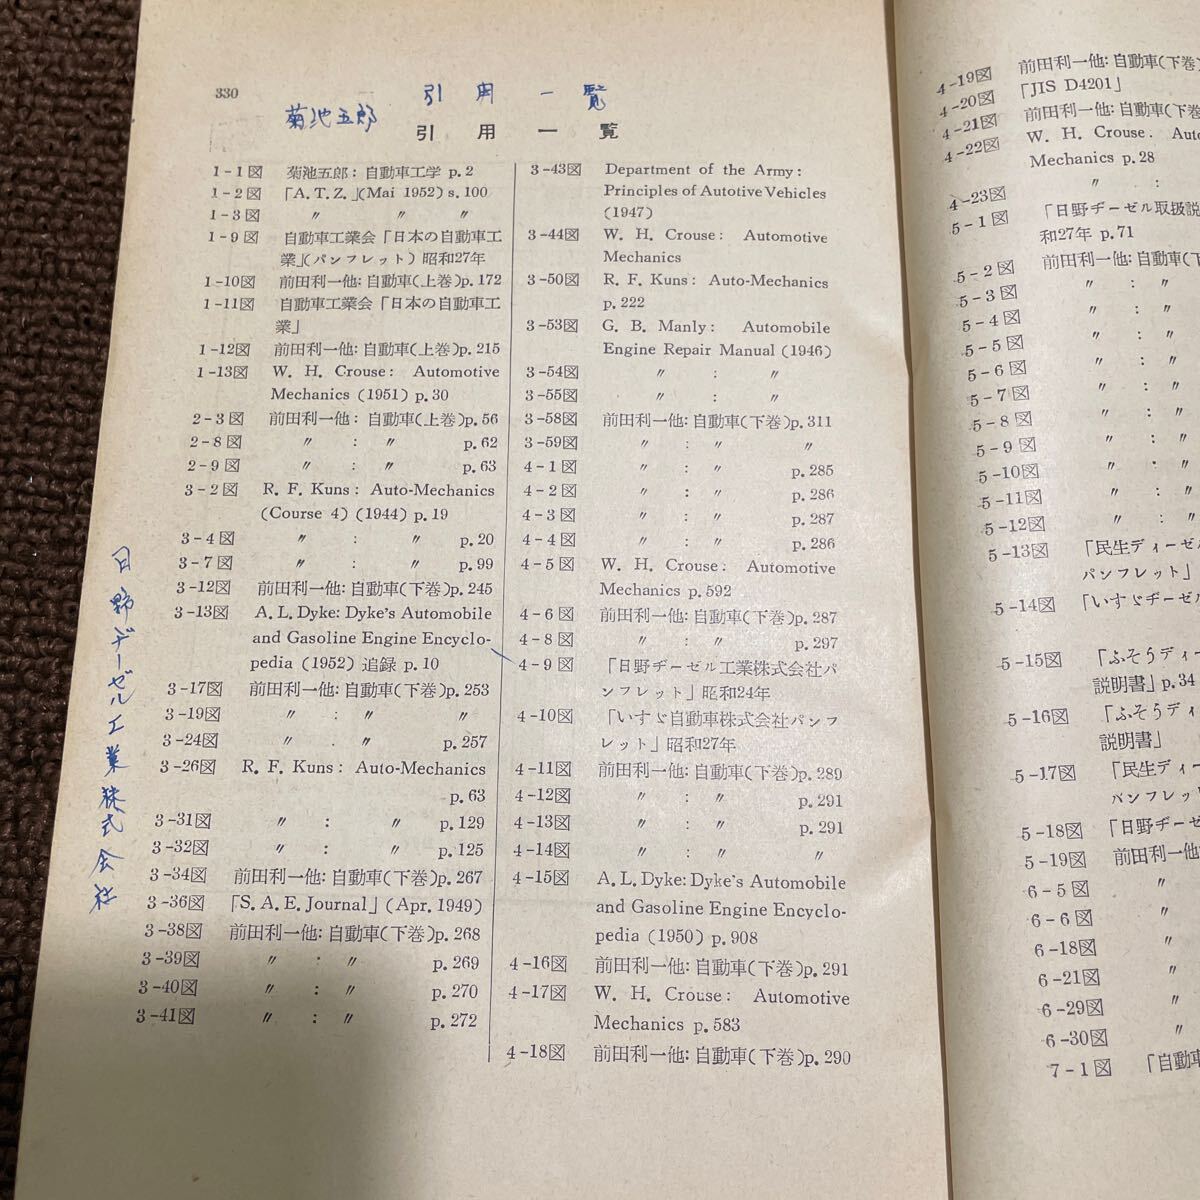 330
引用一覧
菊池五郎
引用一覧
1-1図 菊池五郎: 自動車工学 p.2
1-2図 「A.T.Z.」(Mai 1952) s.100
1-3図 〃 〃 〃
1-9図 自動車工業会「日本の自動車工
業」(パンフレット) 昭和27年
1-10図 前田利一他: 自動車(上巻) p.172
1-11図 自動車工業会「日本の自動車工
業」
1-12図 前田利一他: 自動車(上巻)p.215
1-13図 W. H. Crouse: Automotive
Mechanics (1951) p.30
2-3図 前田利一他: 自動車(上巻)p.56
2-8図 〃 : 〃 p.62
2-9図 〃 : 〃 p.63
3-2図 R. F. Kuns: Auto-Mechanics
(Course 4) (1944) p.19
3-4図 〃 : 〃 p.20
3-7図 〃 : 〃 p.99
3-12図 前田利一他: 自動車(下巻)p.245
3-13図 A.L.Dyke: Dyke's Automobile
and Gasoline Engine Encyclo-
pedia (1952) 追録 p.10
3-17図 前田利一他: 自動車(下巻)p.253
3-19図 〃 : 〃 〃
3-24図 〃 : 〃 p.257
3-26図 R. F. Kuns: Auto-Mechanics
p.63
3-31図 〃 : 〃 p.129
3-32図 〃 : 〃 p.125
3-34図 前田利一他: 自動車(下巻)p.267
3-36図 「S.A.E.Journal」(Apr.1949)
3-38図 前田利一他: 自動車(下巻)p.268
3-39図 〃 : 〃 p.269
3-40図 〃 : 〃 p.270
3-41図 〃 : 〃 p.272
日野ヂーゼル工業株式会社
3-43図 Department of the Army:
Principles of Autotive Vehicles
(1947)
3-44図 W. H. Crouse: Automotive
Mechanics
3-50図 R. F. Kuns: Auto-Mechanics
p.222
3-53図 G. B. Manly: Automobile
Engine Repair Manual (1946)
3-54図 〃 : 〃
3-55図 〃 : 〃
3-58図 前田利一他: 自動車(下巻)p.311
3-59図 〃 : 〃 〃
4-1図 〃 : 〃 p.285
4-2図 〃 : 〃 p.286
4-3図 〃 : 〃 p.287
4-4図 〃 : 〃 p.286
4-5図 W. H. Crouse: Automotive
Mechanics p.592
4-6図 前田利一他: 自動車(下巻)p.287
4-8図 〃 : 〃 p.297
4-9図 「日野ヂーゼル工業株式会社パ
ンフレット」昭和24年
4-10図 「いすゞ自動車株式会社パンフ
レット」昭和27年
4-11図 前田利一他: 自動車(下巻)p.289
4-12図 〃 : 〃 p.291
4-13図 〃 : 〃 p.291
4-14図 〃 : 〃 〃
4-15図 A.L.Dyke: Dyke's Automobile
and Gasoline Engine Encyclo-
pedia (1950) p.908
4-16図 前田利一他: 自動車(下巻)p.291
4-17図 W. H. Crouse: Automotive
Mechanics p.583
4-18図 前田利一他: 自動車(下巻)p.290
4-19図 前田利一他: 自動車(下巻)
4-20図 「JIS D4201」
4-21図 前田利一他: 自動車(下巻
4-22図 W. H. Crouse: Aut
Mechanics p.28
4-23図 〃 :
5-1図 「日野ヂーゼル取扱説
和27年 p.71
5-2図 前田利一他: 自動車(下
5-3図 〃 : 〃
5-4図 〃 : 〃
5-5図 〃 : 〃
5-6図 〃 : 〃
5-7図 〃 : 〃
5-8図 〃 : 〃
5-9図 〃 : 〃
5-10図 〃 : 〃
5-11図 〃 : 〃
5-12図 〃 : 〃
5-13図 「民生ディーゼル
パンフレット」
5-14図 「いすゞヂーゼル
5-15図 「ふそうディー
説明書」p.34
5-16図 「ふそうディ
説明書」
5-17図 「民生ディー
パンフレッ
5-18図 「日野ヂーゼ
5-19図 前田利一他
6-5図 〃
6-6図 〃
6-18図 〃
6-21図 〃
6-29図 〃
6-30図 〃
7-1図 「自動車